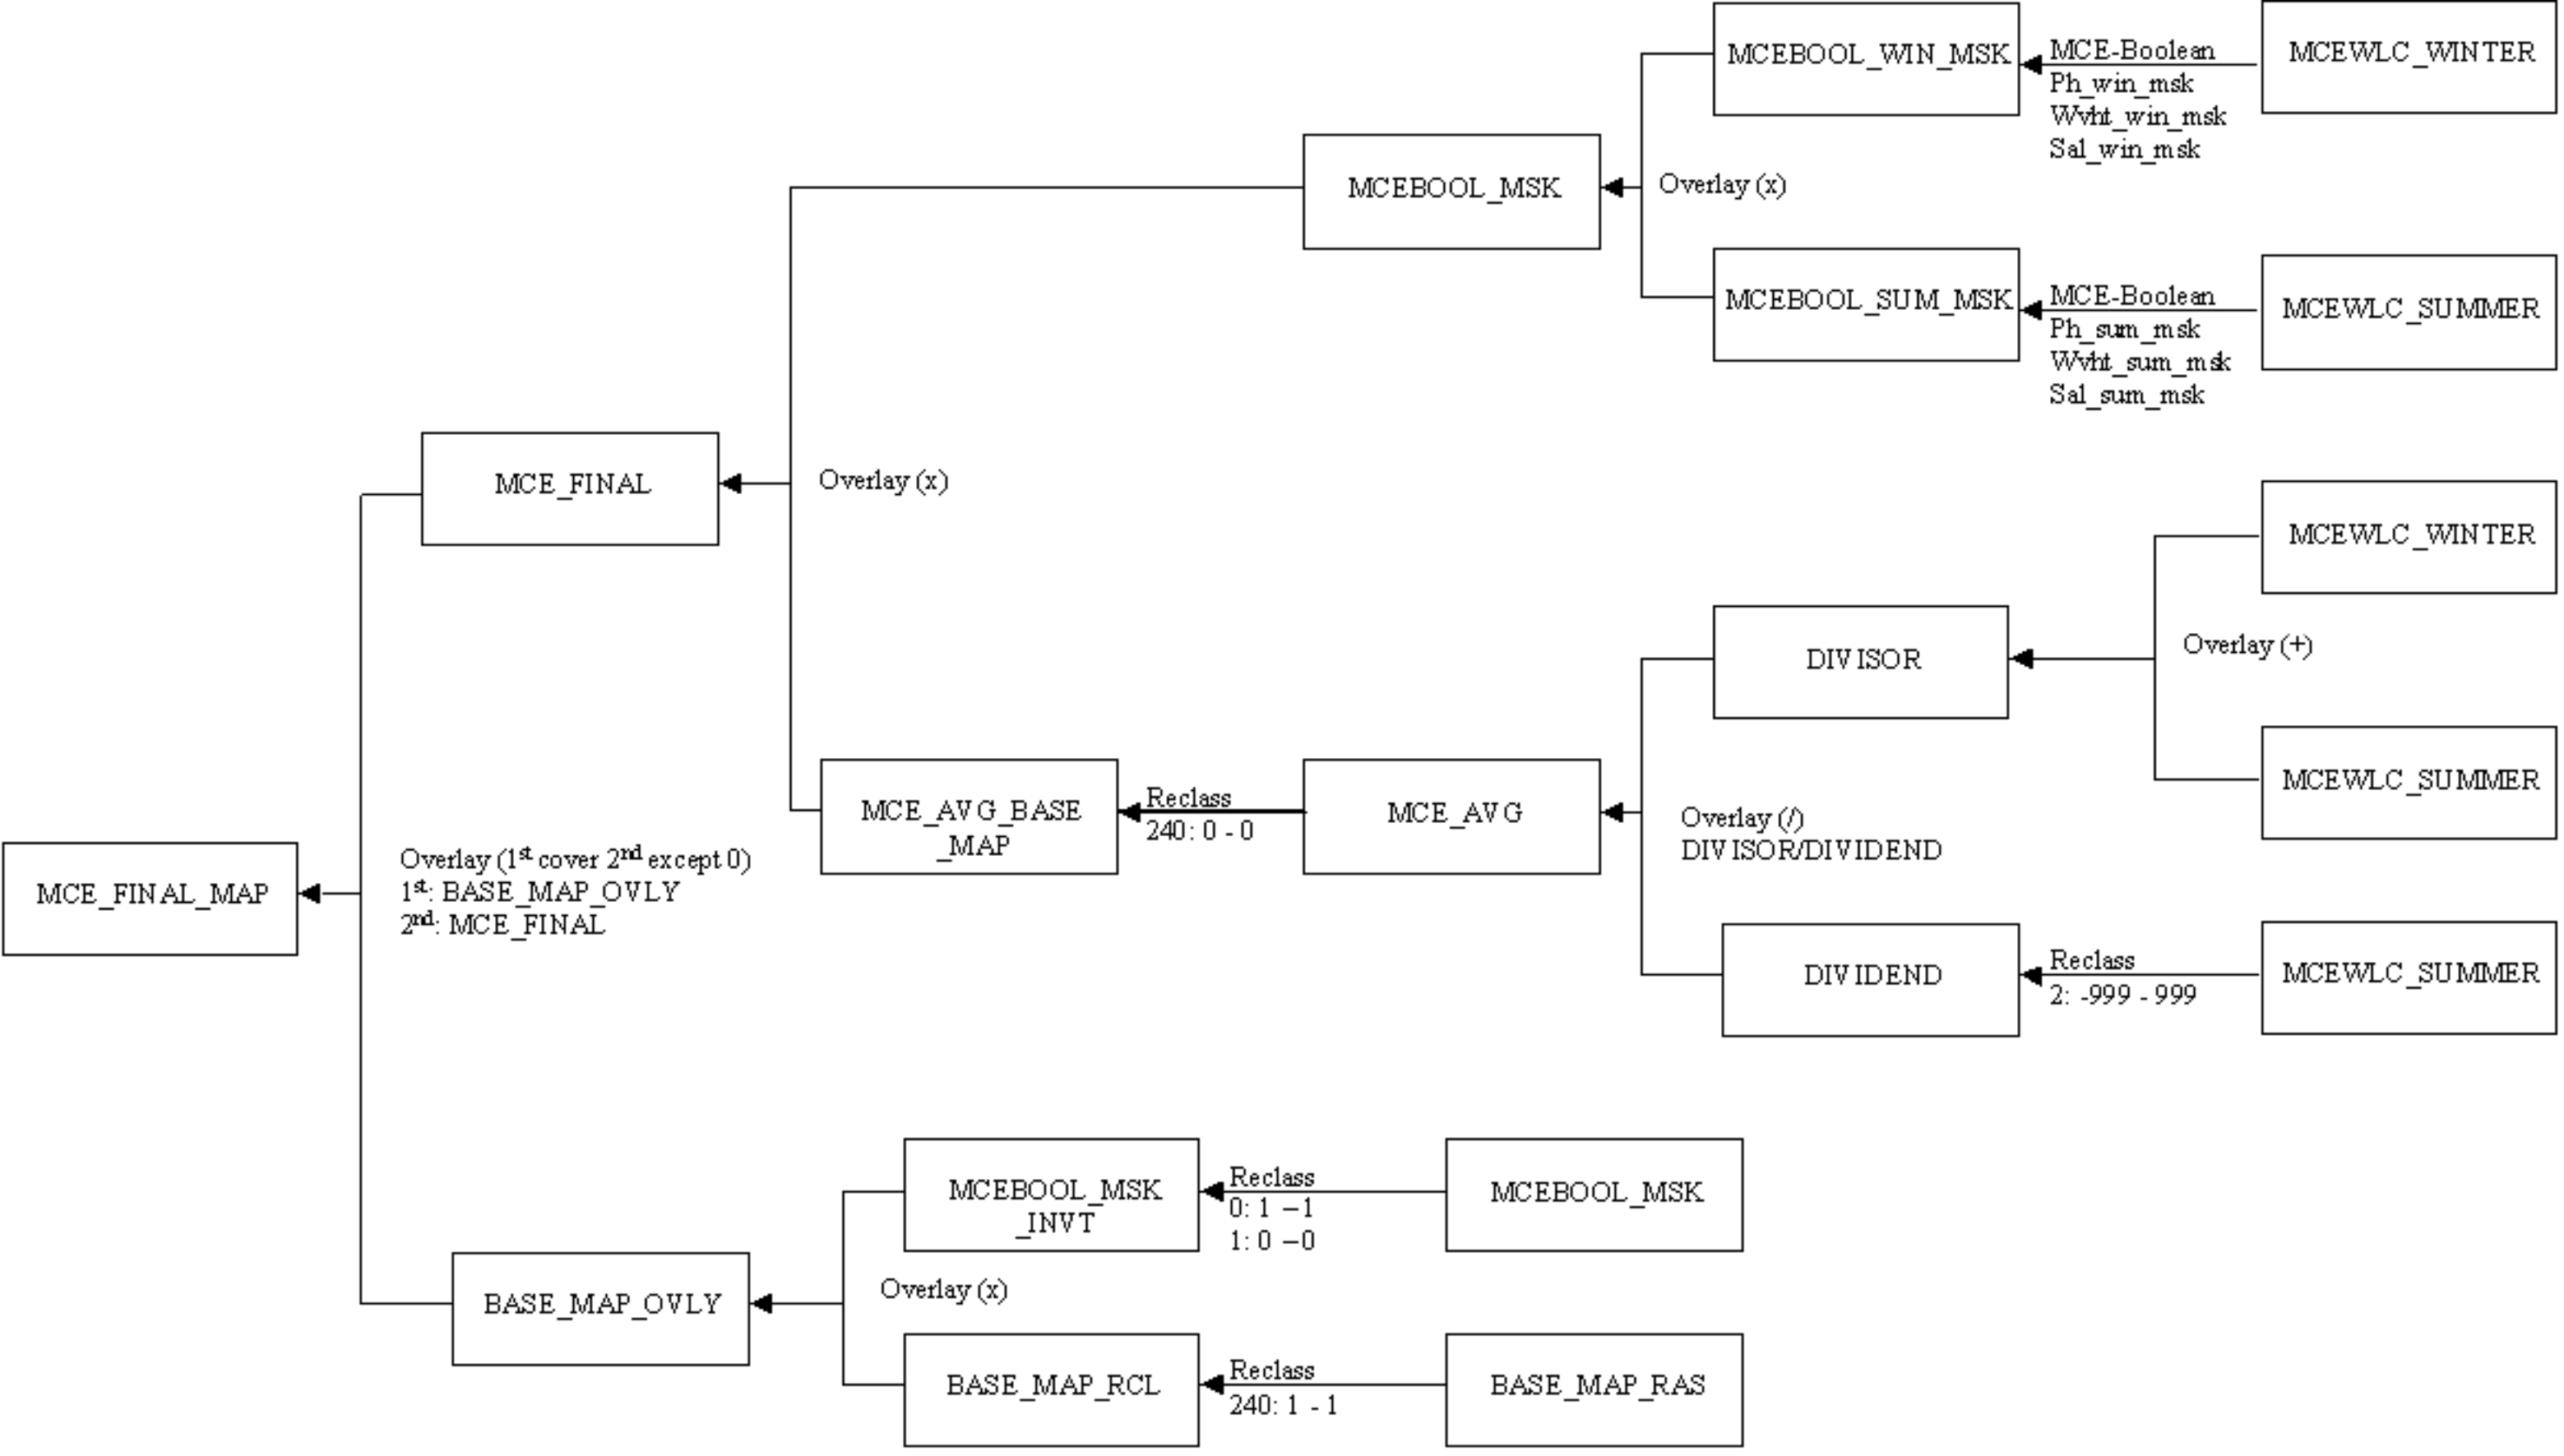 MCEBOOL_WIN_MSK
MCE-Boolean
Ph_win_msk
Wvht_win_msk
Sal_win_msk
MCEWLC_WINTER
MCEBOOL_MSK
Overlay (x)
MCEBOOL_SUM_MSK
MCE-Boolean
Ph_sum_msk
Wvht_sum_msk
Sal_sum_msk
MCEWLC_SUMMER
MCE_FINAL
Overlay (x)
MCEWLC_WINTER
DIVISOR
Overlay (+)
MCEWLC_SUMMER
MCE_AVG_BASE
_MAP
Reclass
240: 0 - 0
MCE_AVG
Overlay (/)
DIVISOR/DIVIDEND
MCE_FINAL_MAP
Overlay (1st cover 2nd except 0)
1st: BASE_MAP_OVLY
2nd: MCE_FINAL
DIVIDEND
Reclass
2: -999 - 999
MCEWLC_SUMMER
MCEBOOL_MSK
_INVT
Reclass
0: 1 –1
1: 0 –0
MCEBOOL_MSK
BASE_MAP_OVLY
Overlay (x)
BASE_MAP_RCL
Reclass
240: 1 - 1
BASE_MAP_RAS